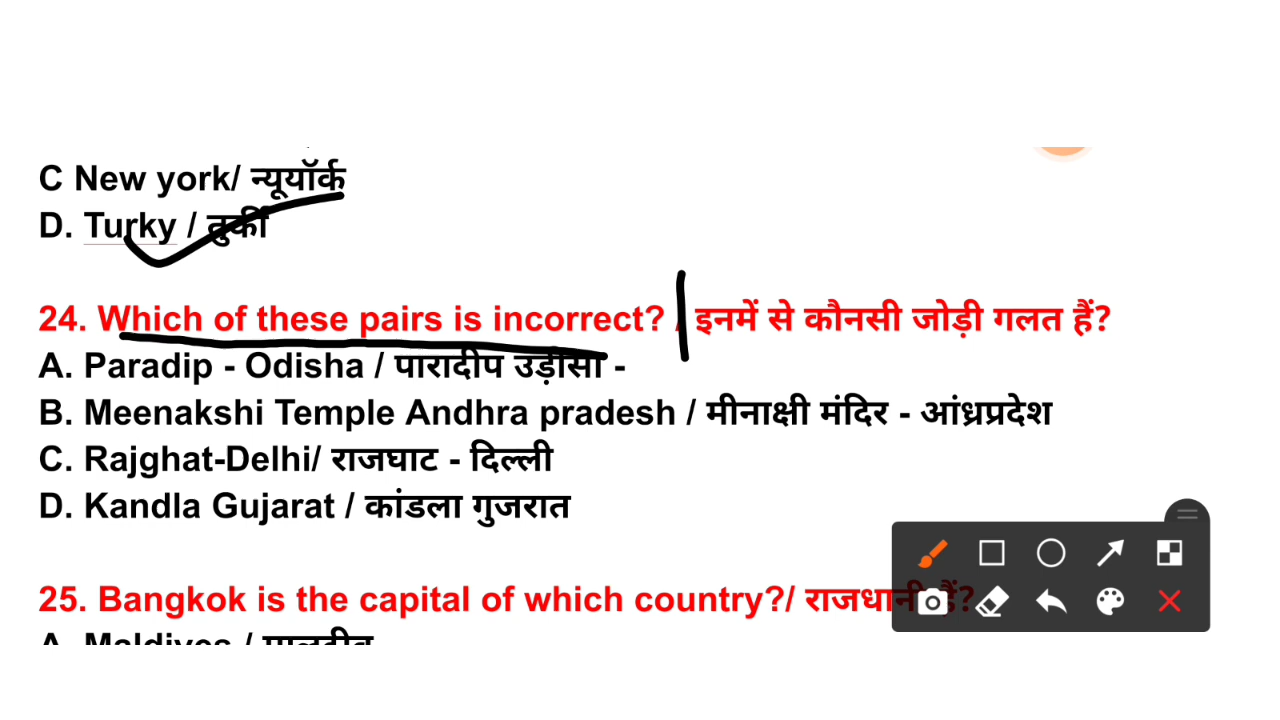 C New york/ न्यूयॉर्क
D. Turky / तुर्की
24. Which of these pairs is incorrect? / इनमें से कौनसी जोड़ी गलत हैं?
A. Paradip - Odisha / पारादीप उड़ीसा -
B. Meenakshi Temple Andhra pradesh / मीनाक्षी मंदिर - आंध्रप्रदेश
C. Rajghat-Delhi/ राजघाट - दिल्ली
D. Kandla Gujarat / कांडला गुजरात
25. Bangkok is the capital of which country?/ राजधानी हैं?
A. Maldives / मालदीव